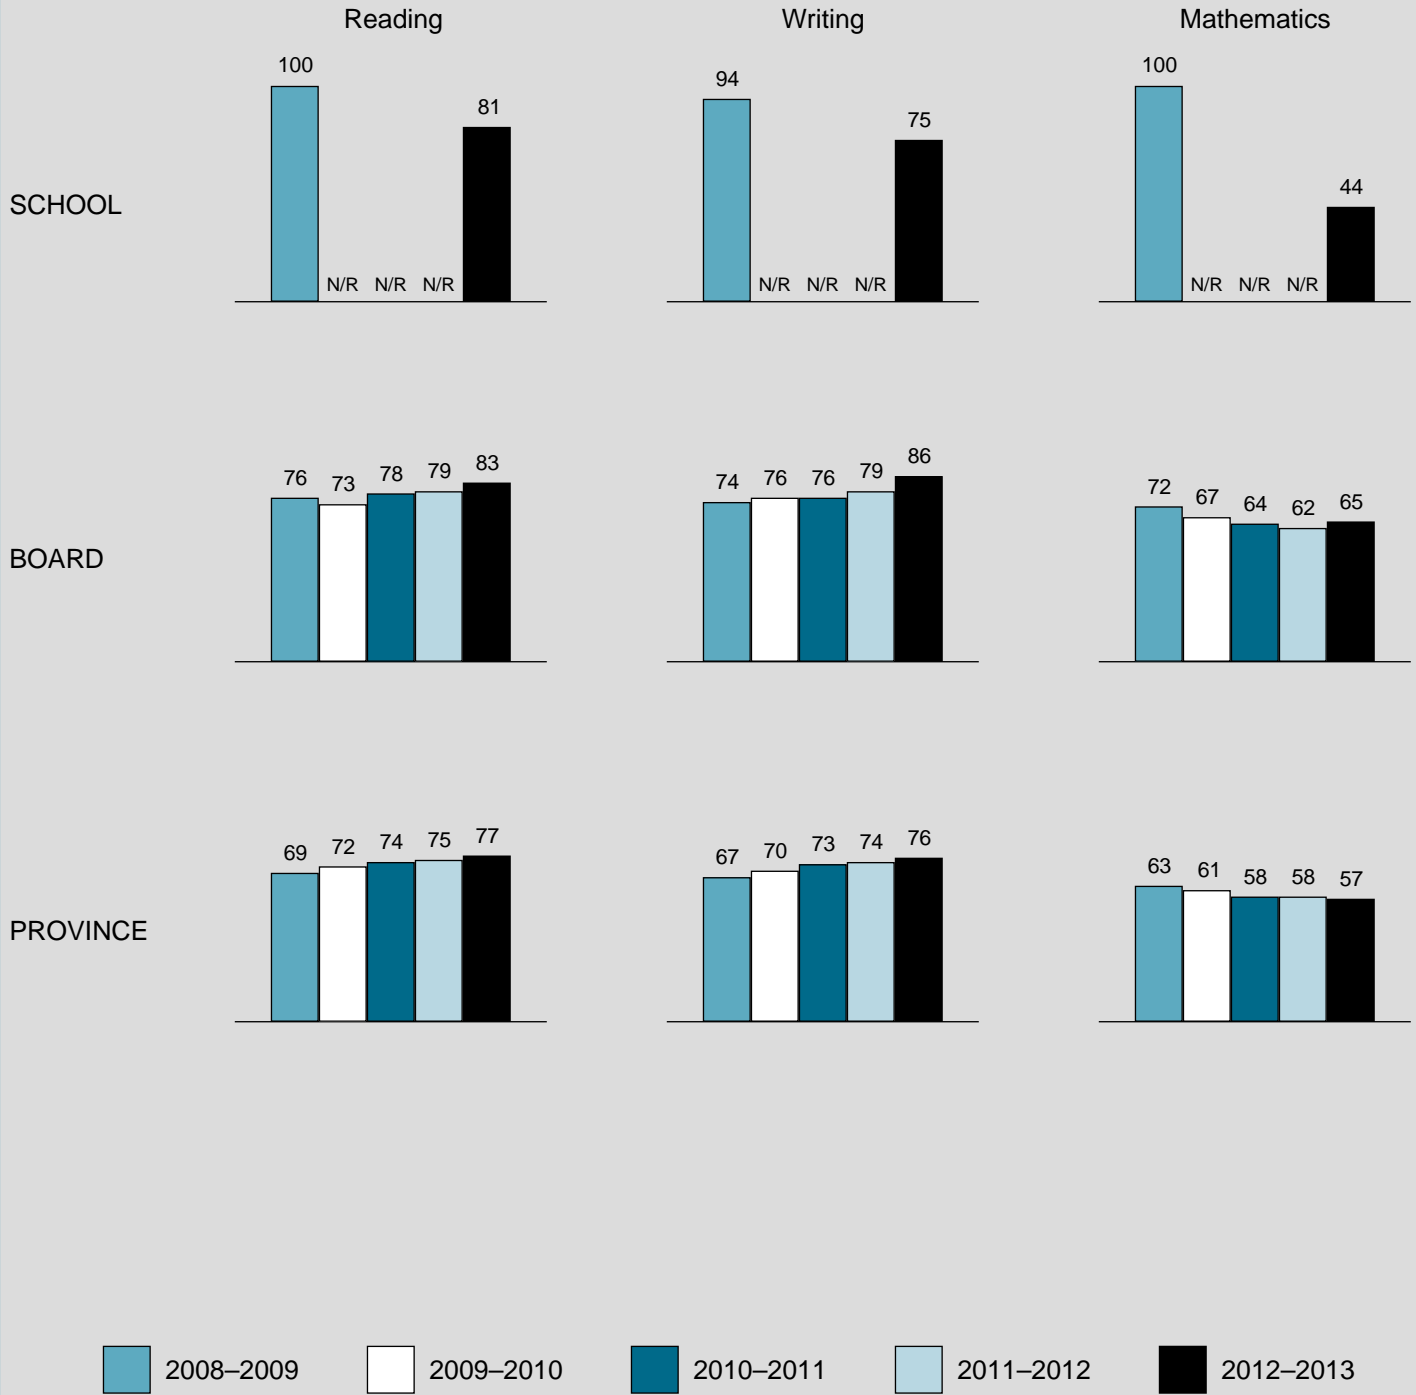 Reading Writing Mathematics
100 94 100
81 75 44
SCHOOL
N/R N/R N/R N/R N/R N/R N/R N/R N/R
76 73 78 79 83 74 76 76 79 86 72 67 64 62 65
BOARD
69 72 74 75 77 67 70 73 74 76 63 61 58 58 57
PROVINCE
2008–2009 2009–2010 2010–2011 2011–2012 2012–2013